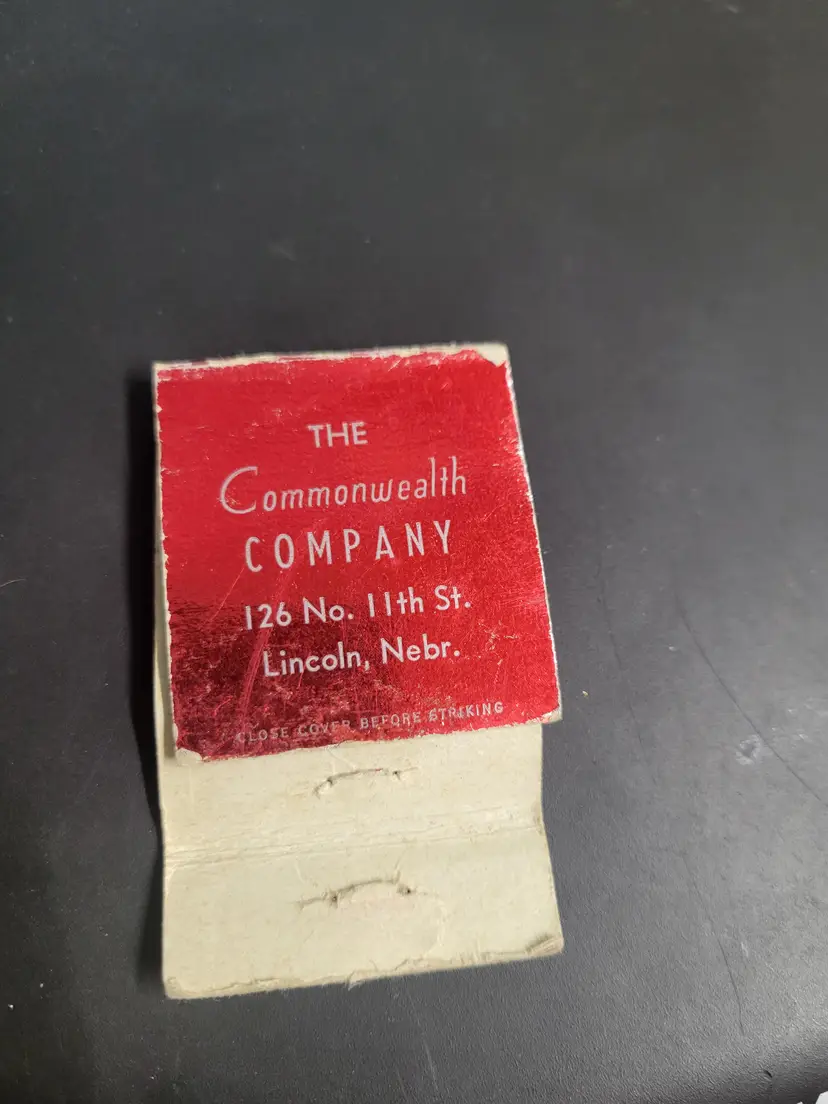 THE
Commonwealth
COMPANY
126 No. 11th St.
Lincoln, Nebr.
CLOSE COVER BEFORE STRIKING